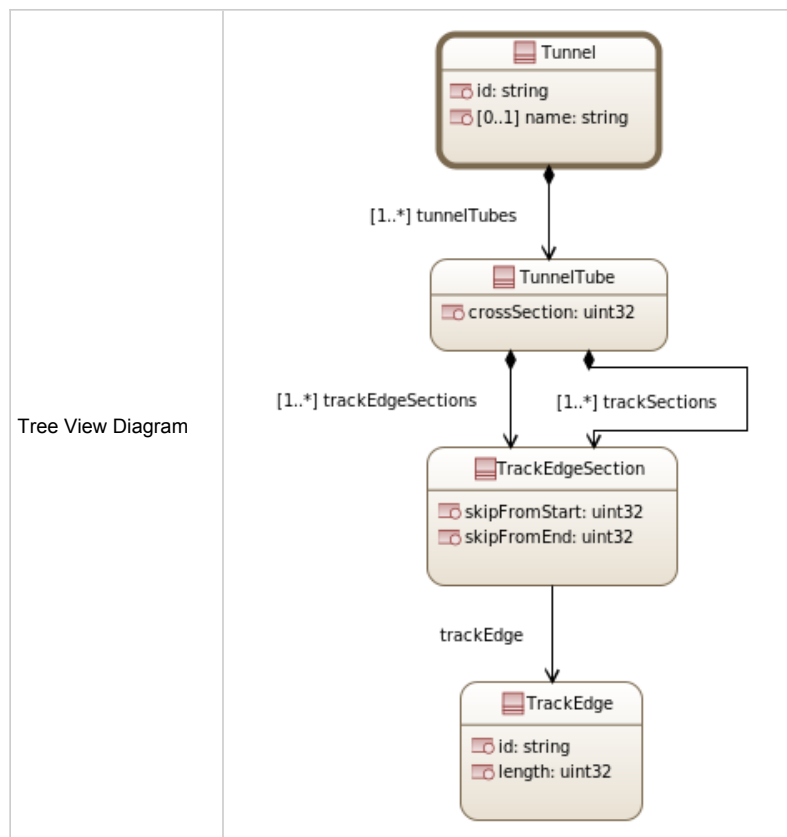 Tree View Diagram
Tunnel
id: string
[0..1] name: string
[1..*] tunnelTubes
TunnelTube
crossSection: uint32
[1..*] trackEdgeSections
[1..*] trackSections
TrackEdgeSection
skipFromStart: uint32
skipFromEnd: uint32
trackEdge
TrackEdge
id: string
length: uint32